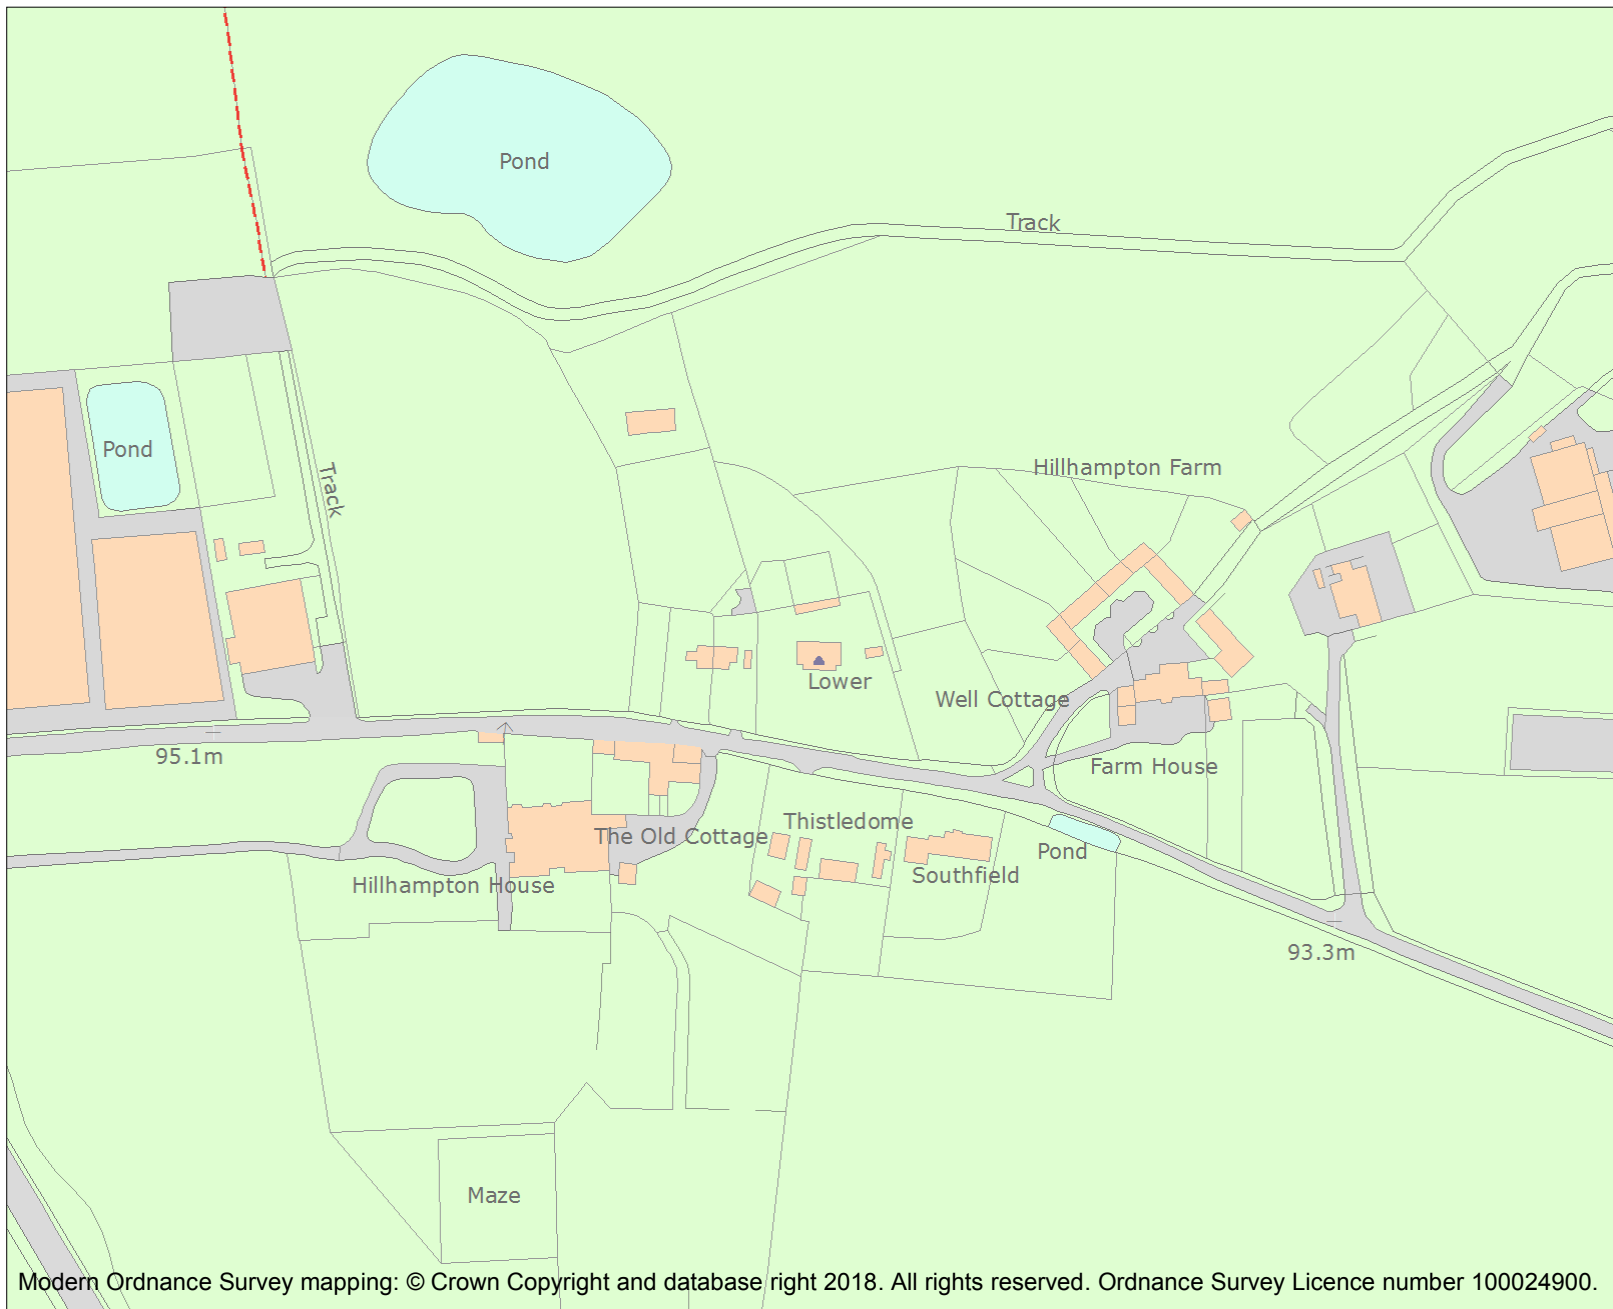 Pond
Track
Pond
Track
Hillhampton Farm
Lower
Well Cottage
95.1m
Farm House
The Old Cottage
Thistledome
Pond
Southfield
Hillhampton House
93.3m
Maze
Modern Ordnance Survey mapping: © Crown Copyright and database right 2018. All rights reserved. Ordnance Survey Licence number 100024900.